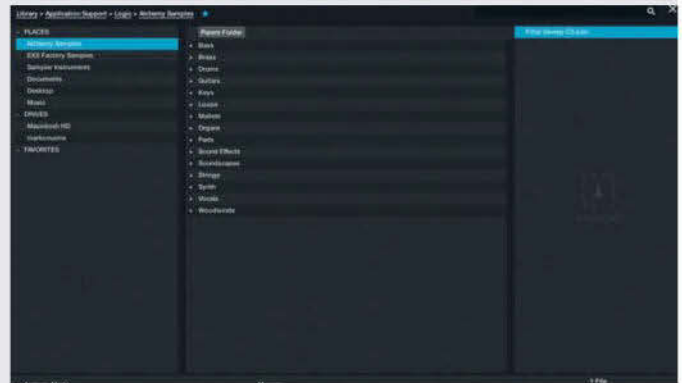 Library > Application Support > Logic > Alchemy Samples
PLACES
Alchemy Samples
EXS Factory Samples
Sampler Instruments
Documents
Desktop
Music
DRIVES
Macintosh HD
FAVORITES
Parent Folder
Bass
Brass
Drums
Guitars
Keys
Loops
Mallets
Organs
Pads
Sound Effects
Soundscapes
Strings
Synth
Vocals
Woodwinds
1 File